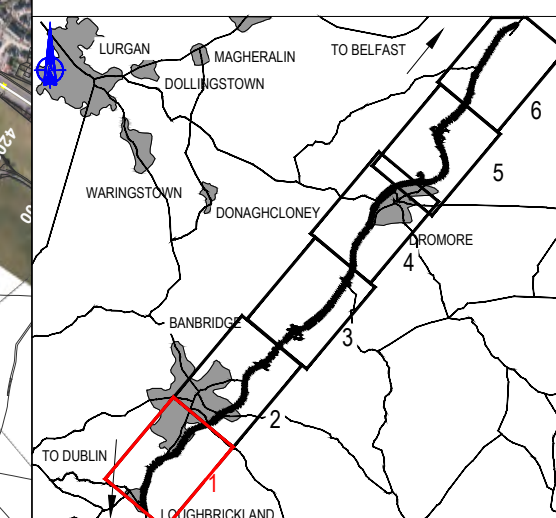 LURGAN
MAGHERALIN
TO BELFAST
DOLLINGSTOWN
6
5
WARINGSTOWN
DONAGHCLONEY
DROMORE
4
BANBRIDGE
3
2
TO DUBLIN
1
LOUGHBRICKLAND